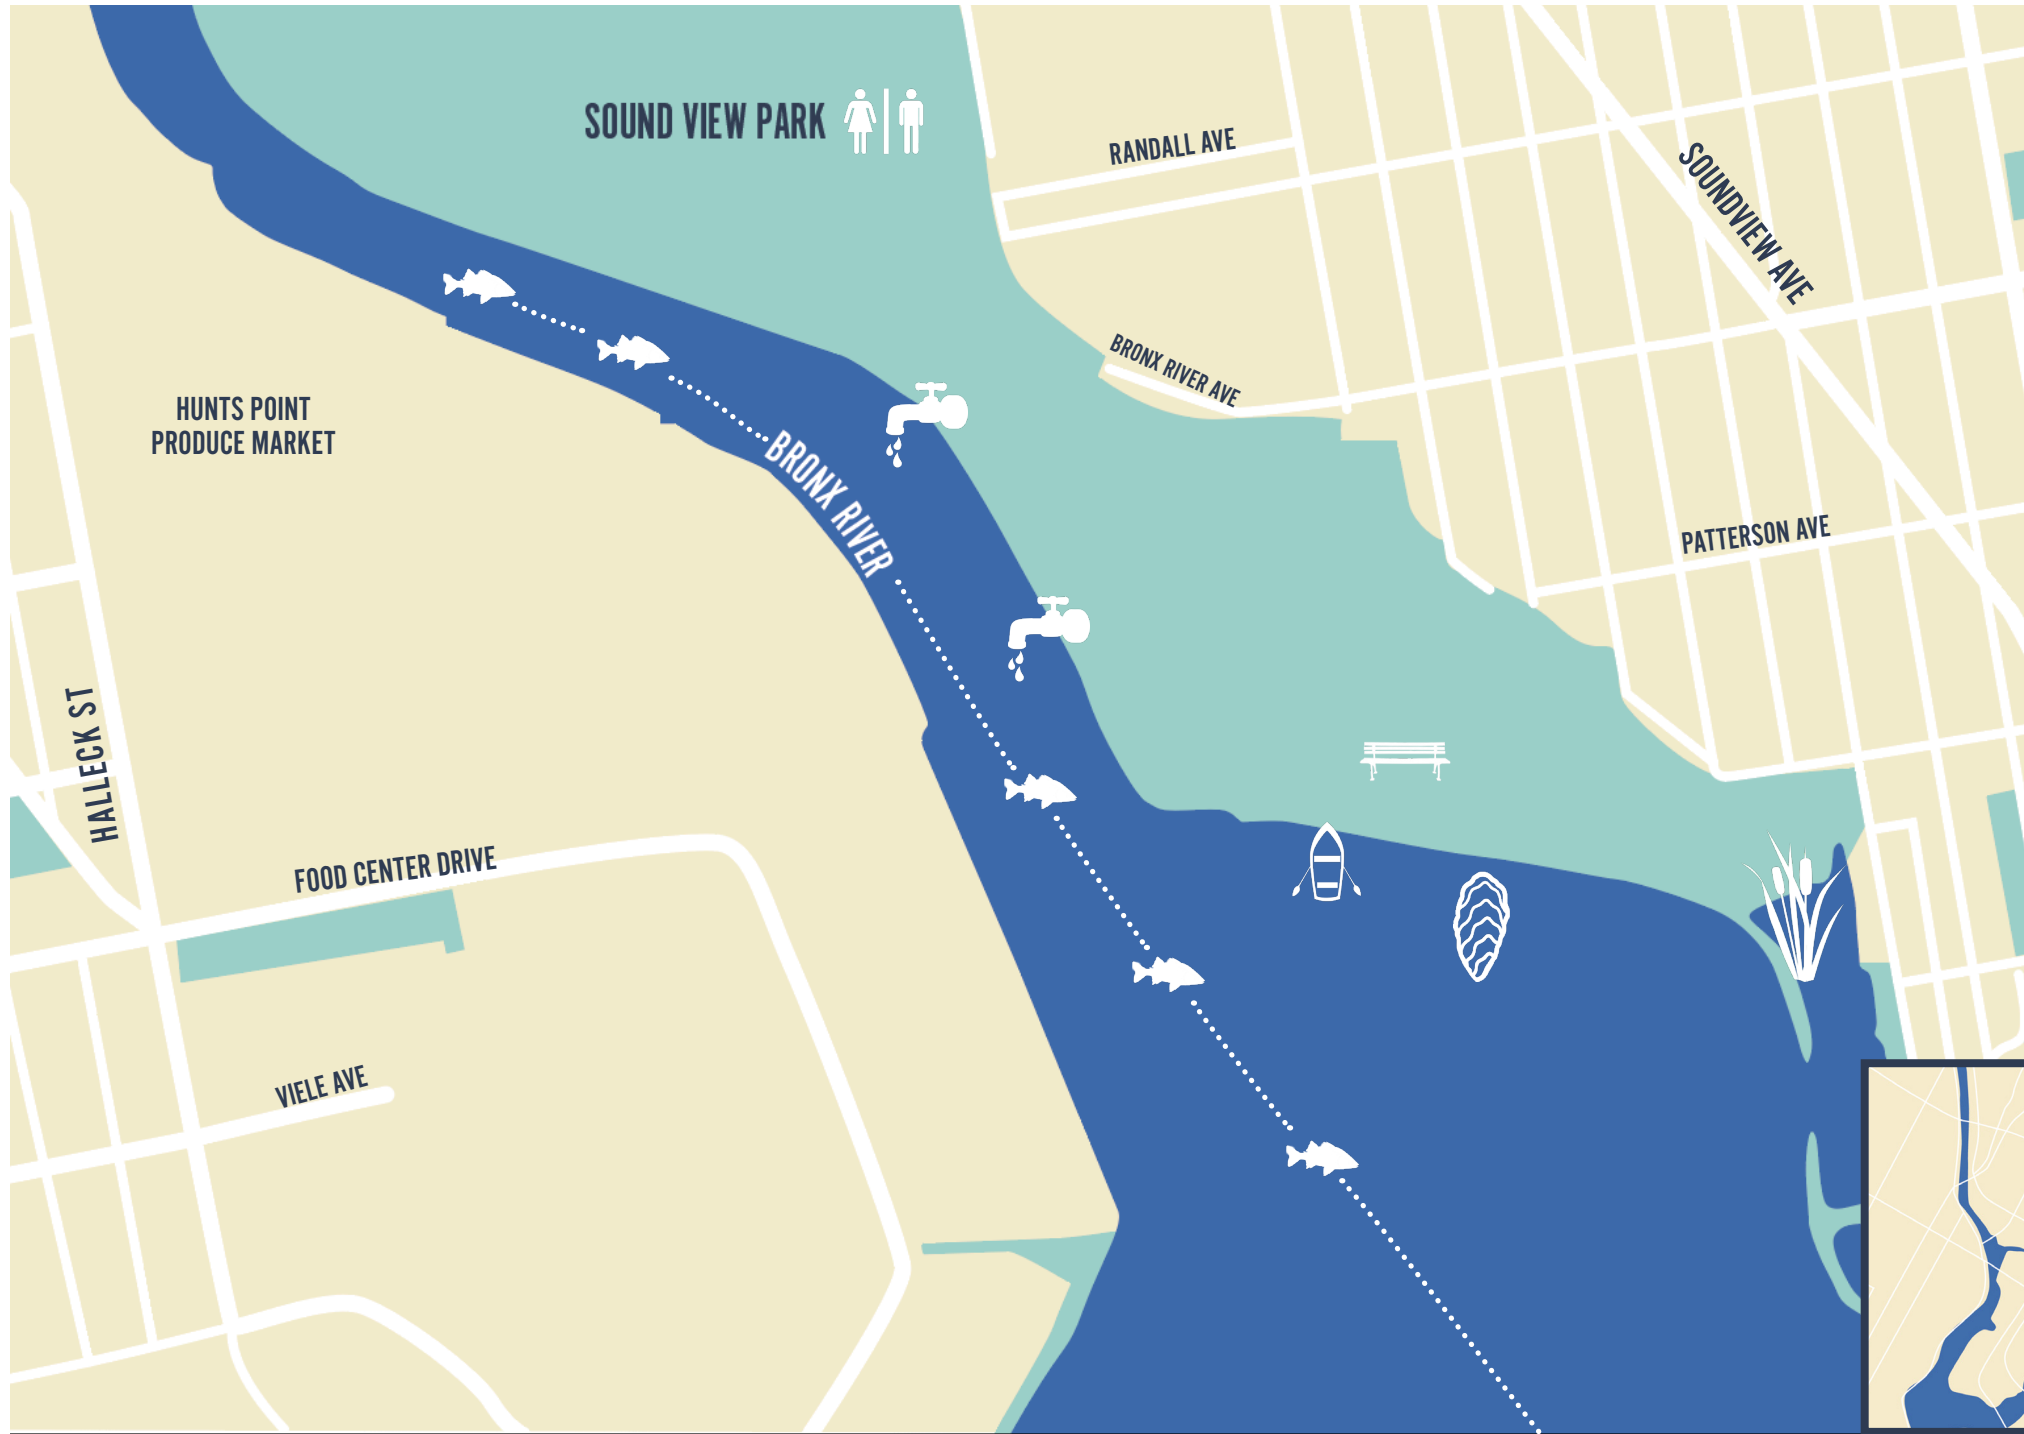 SOUND VIEW PARK
RANDALL AVE
SOUNDVIEW AVE
BRONX RIVER AVE
HUNTS POINT
PRODUCE MARKET
BRONX RIVER
PATTERSON AVE
HALLECK ST
FOOD CENTER DRIVE
VIELE AVE